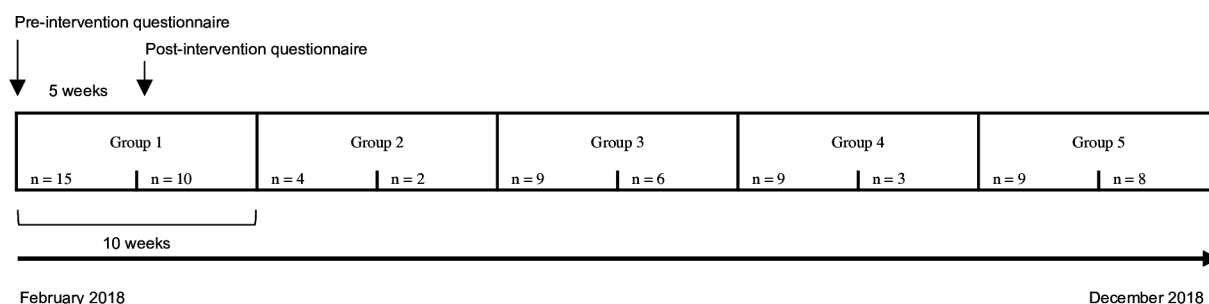 Pre-intervention questionnaire
Post-intervention questionnaire
5 weeks
Group 1 Group 2 Group 3 Group 4 Group 5
n = 15 n = 10 n = 4 n = 2 n = 9 n = 6 n = 9 n = 3 n = 9 n = 8
10 weeks
February 2018 December 2018